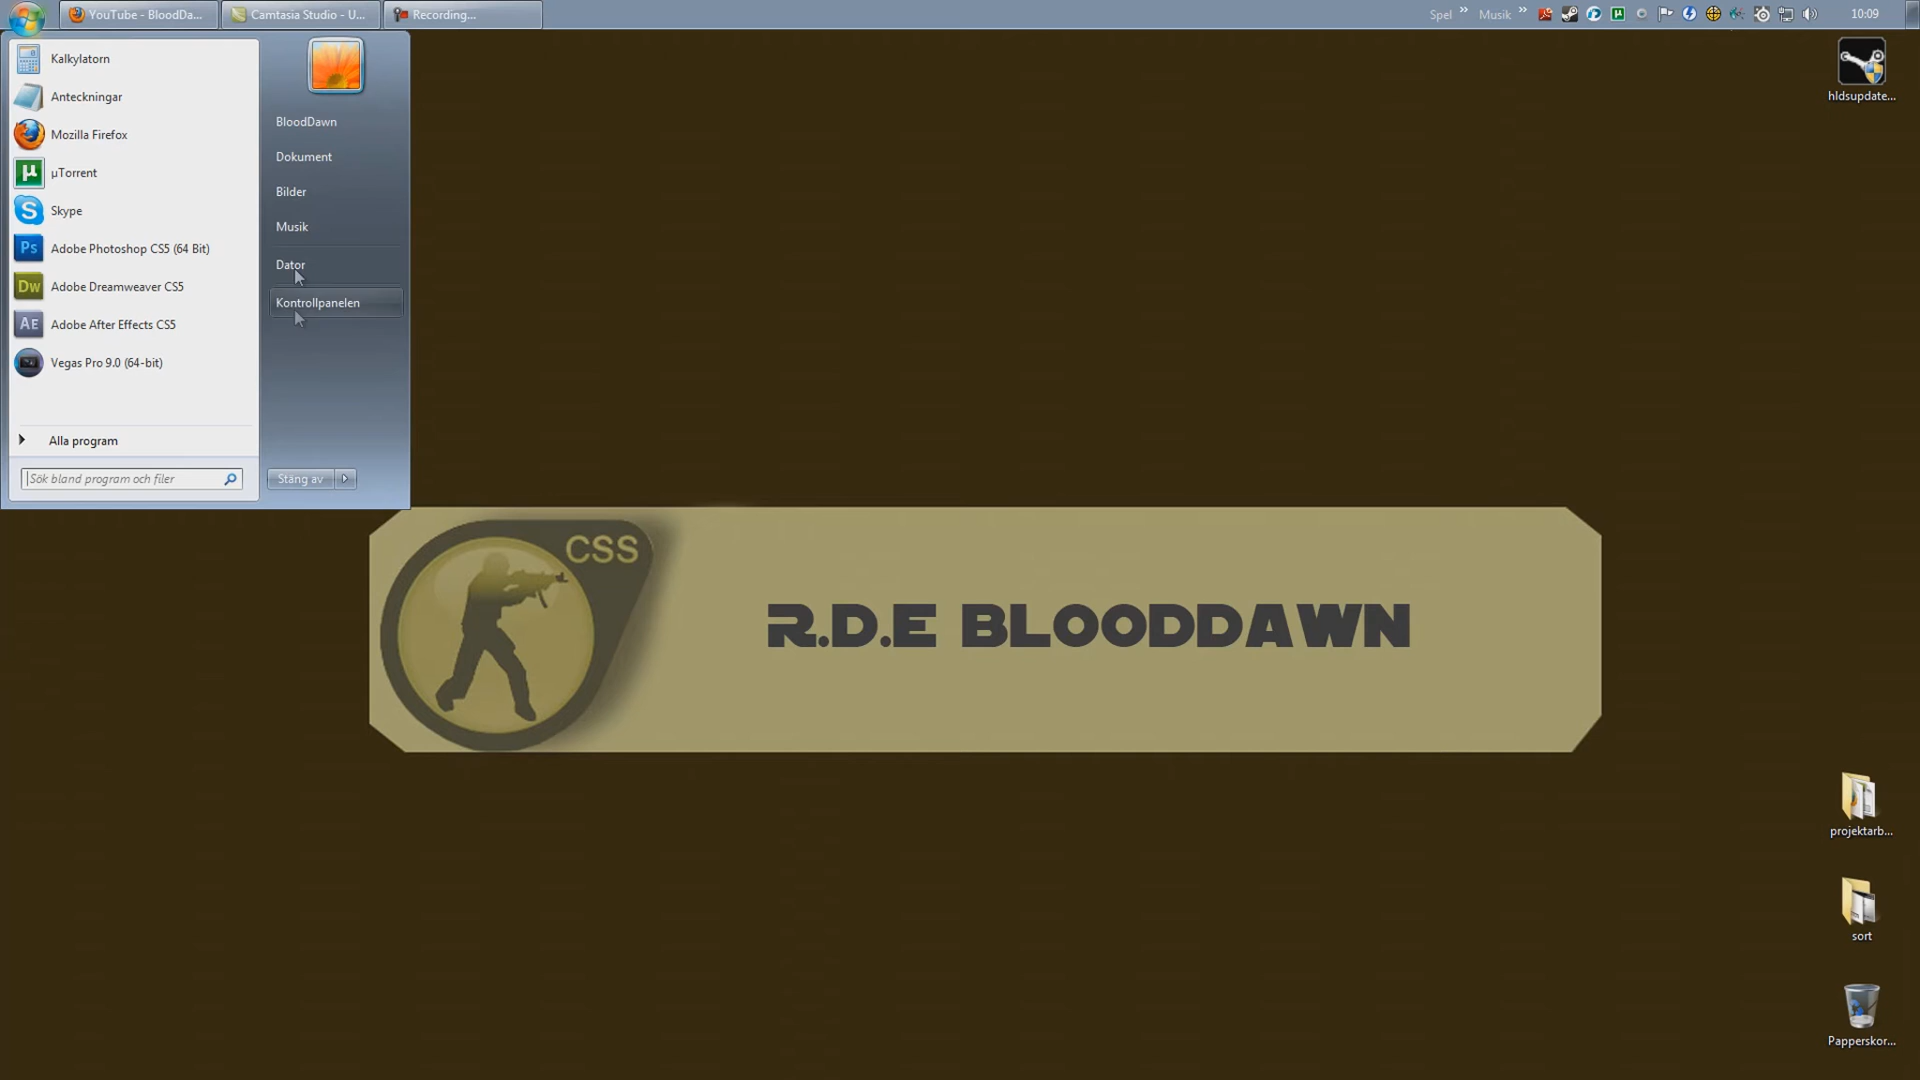 YouTube - BloodDa...
Camtasia Studio - U...
Recording...
Spel »
Musik »
10:09
Kalkylatorn
Anteckningar
Mozilla Firefox
µTorrent
Skype
Adobe Photoshop CS5 (64 Bit)
Adobe Dreamweaver CS5
Adobe After Effects CS5
Vegas Pro 9.0 (64-bit)
Alla program
Sök bland program och filer
BloodDawn
Dokument
Bilder
Musik
Dator
Kontrollpanelen
Stäng av
hldsupdate...
CSS
R.D.E BLOODDAWN
projektarb...
sort
Papperskor...